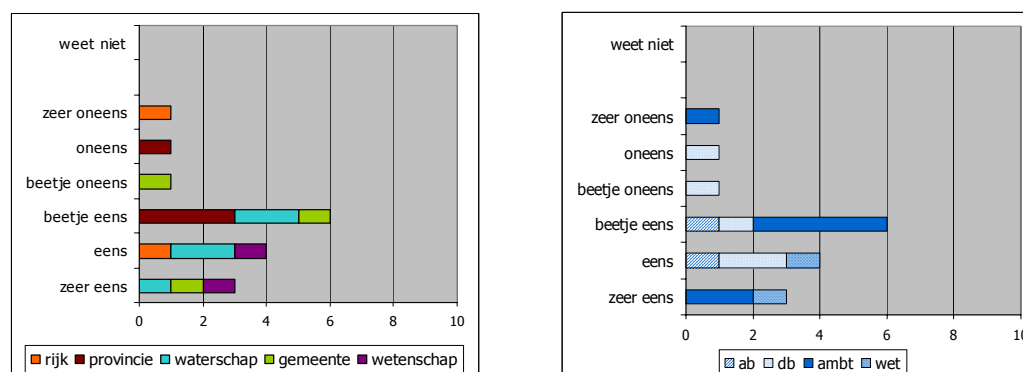 weet niet
zeer oneens
oneens
beetje oneens
beetje eens
eens
zeer eens
0 2 4 6 8 10
rijk provincie waterschap gemeente wetenschap
weet niet
zeer oneens
oneens
beetje oneens
beetje eens
eens
zeer eens
0 2 4 6 8 10
ab db ambt wet